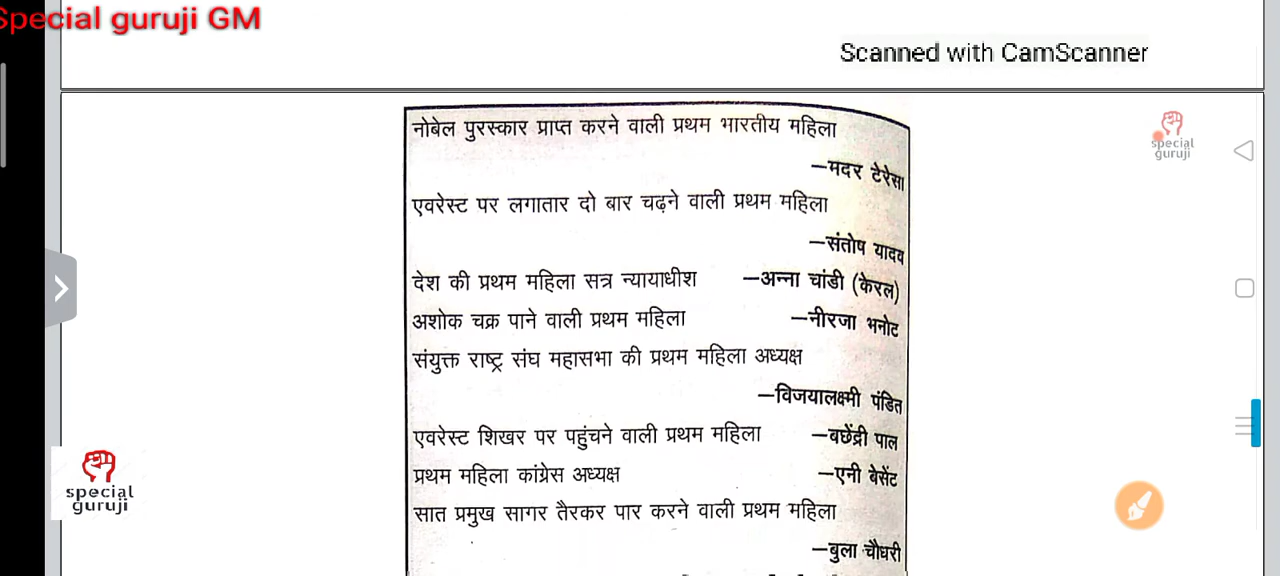 Special guruji GM
Scanned with CamScanner
special
guruji
नोबेल पुरस्कार प्राप्त करने वाली प्रथम भारतीय महिला
—मदर टेरेसा
एवरेस्ट पर लगातार दो बार चढ़ने वाली प्रथम महिला
—संतोष यादव
देश की प्रथम महिला सत्र न्यायाधीश —अन्ना चांडी (केरल)
अशोक चक्र पाने वाली प्रथम महिला —नीरजा भनोट
संयुक्त राष्ट्र संघ महासभा की प्रथम महिला अध्यक्ष
—विजयालक्ष्मी पंडित
एवरेस्ट शिखर पर पहुंचने वाली प्रथम महिला —बछेंद्री पाल
प्रथम महिला कांग्रेस अध्यक्ष —एनी बेसेंट
सात प्रमुख सागर तैरकर पार करने वाली प्रथम महिला
—बुला चौधरी
special
guruji